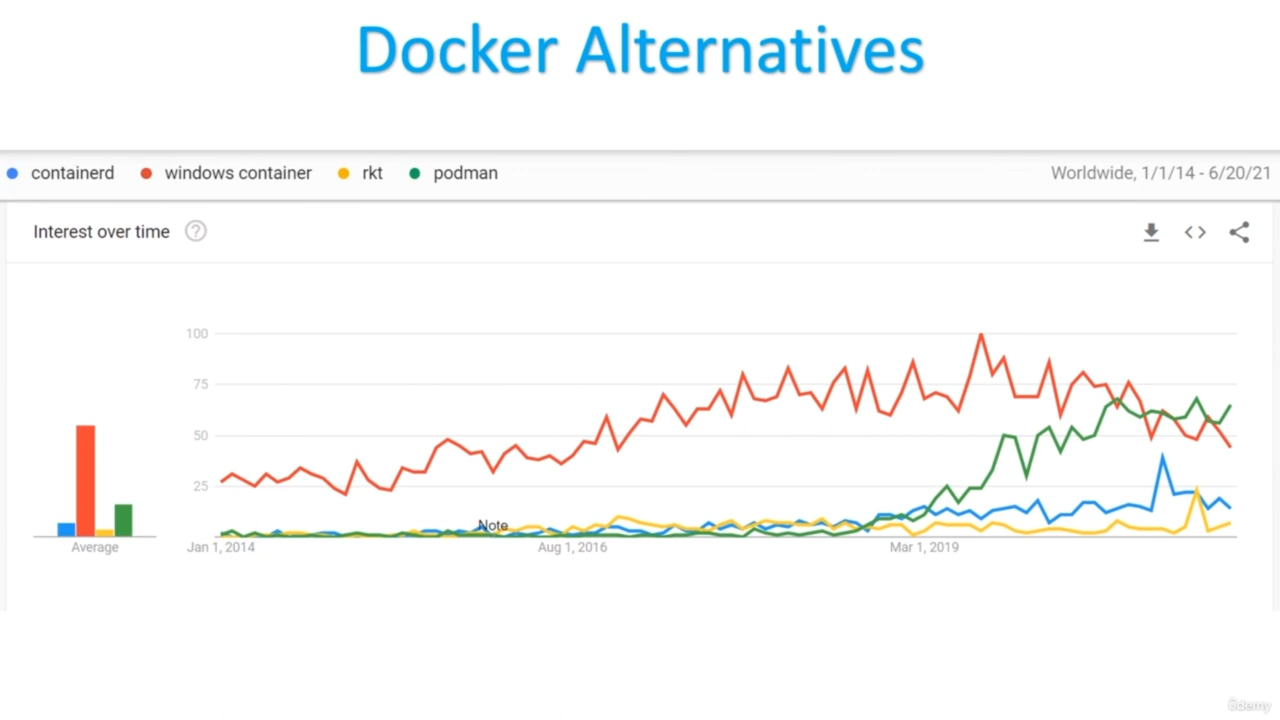 Docker Alternatives
containerd windows container rkt podman Worldwide, 1/1/14 - 6/20/21
Interest over time ?
100
75
50
25
Note
Average Jan 1, 2014 Aug 1, 2016 Mar 1, 2019
ûdemy